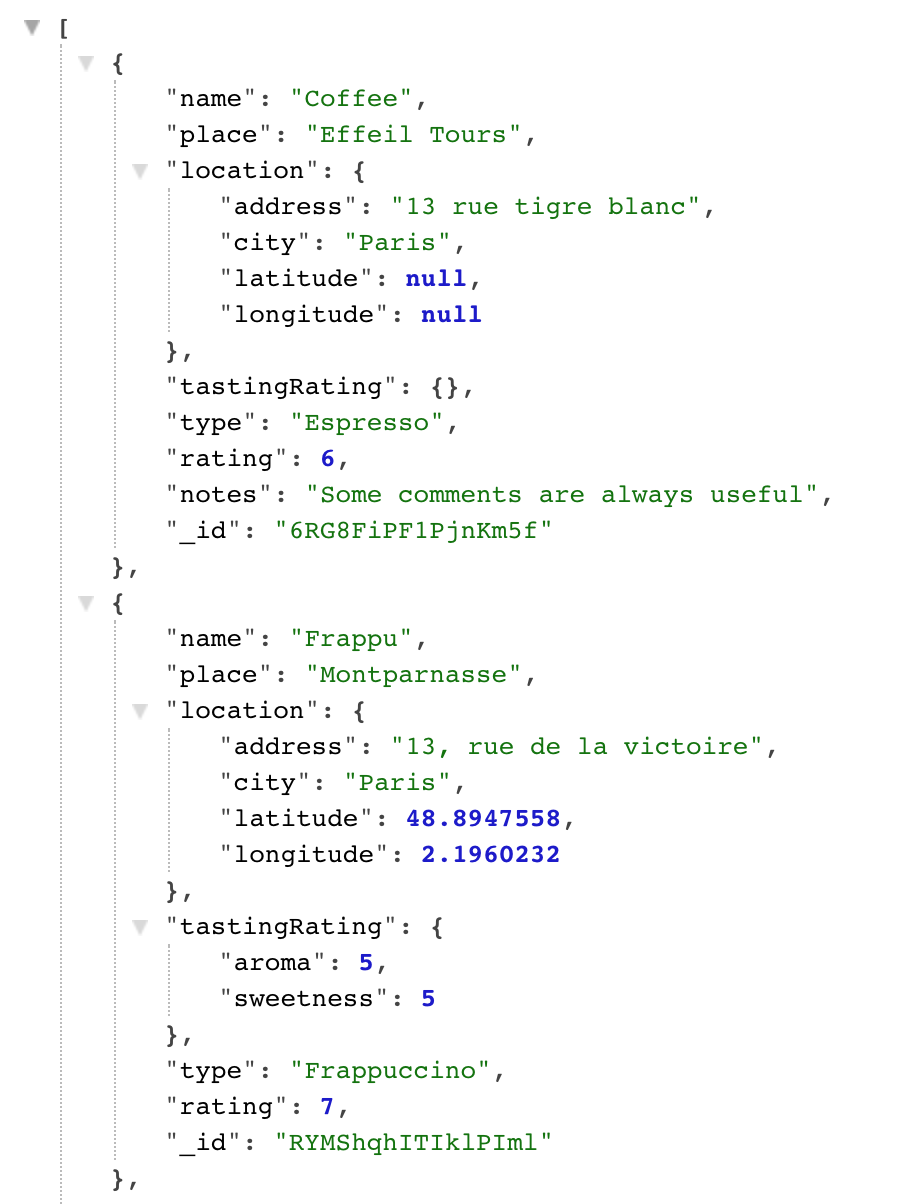 [
{
"name": "Coffee",
"place": "Effeil Tours",
"location": {
"address": "13 rue tigre blanc",
"city": "Paris",
"latitude": null,
"longitude": null
},
"tastingRating": {},
"type": "Espresso",
"rating": 6,
"notes": "Some comments are always useful",
"_id": "6RG8FiPF1PjnKm5f"
},
{
"name": "Frappu",
"place": "Montparnasse",
"location": {
"address": "13, rue de la victoire",
"city": "Paris",
"latitude": 48.8947558,
"longitude": 2.1960232
},
"tastingRating": {
"aroma": 5,
"sweetness": 5
},
"type": "Frappuccino",
"rating": 7,
"_id": "RYMShqhITIklPIml"
},